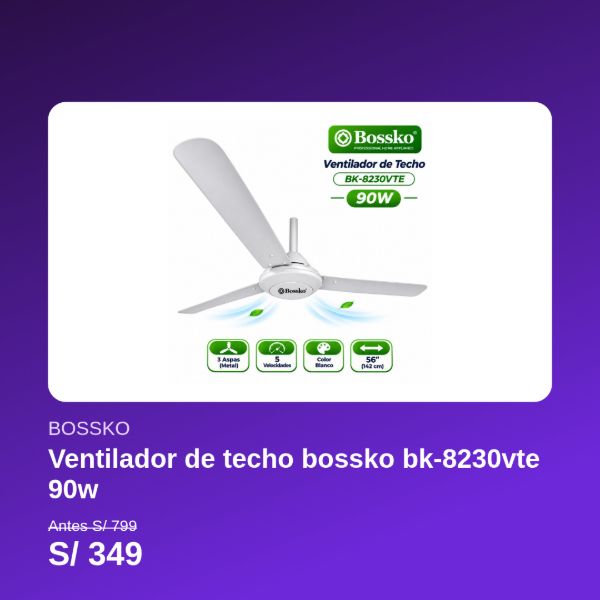 Bossko®
PROFESSIONAL HOME APPLIANCE
Ventilador de Techo
BK-8230VTE
90W
Bossko
3 Aspas
(Metal)
5
Velocidades
Color
Blanco
56"
(142 cm)
BOSSKO
Ventilador de techo bossko bk-8230vte
90w
Antes S/ 799
S/ 349